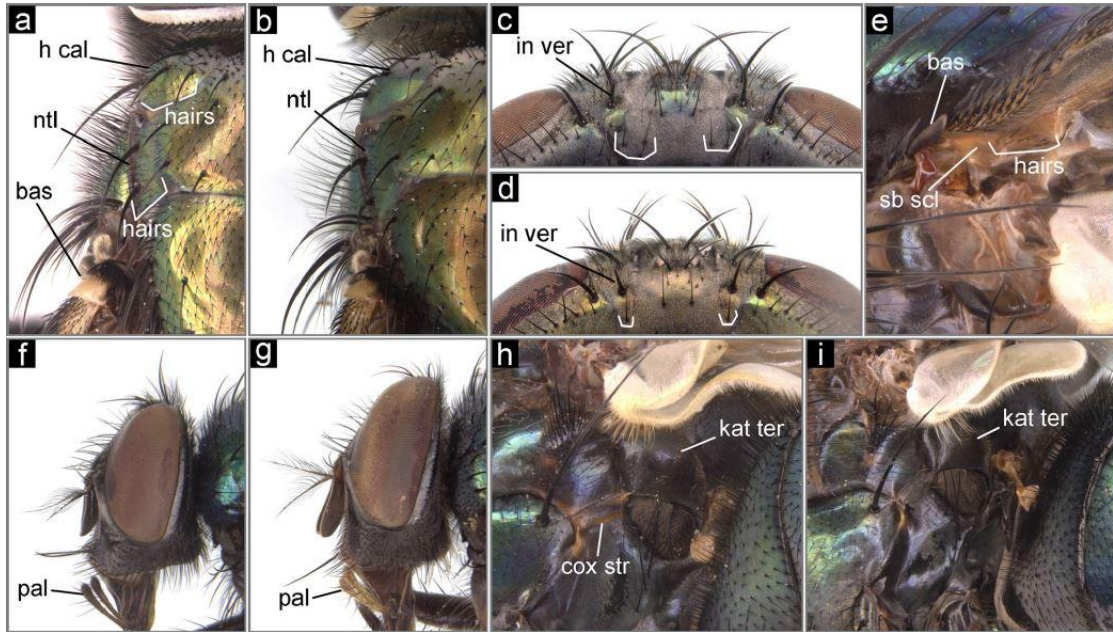 a
h cal
hairs
ntl
bas
hairs
b
h cal
ntl
c
in ver
d
in ver
e
bas
hairs
sb scl
f
pal
g
pal
h
kat ter
cox str
i
kat ter